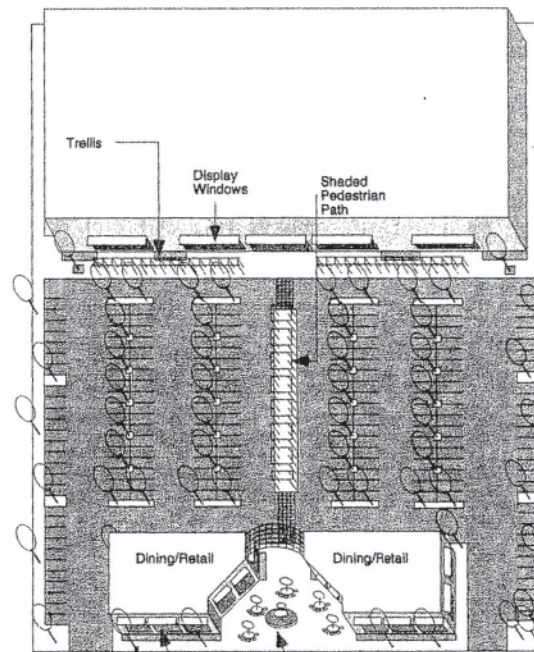 Trellis
Display
Windows
Shaded
Pedestrian
Path
Dining/Retail
Dining/Retail